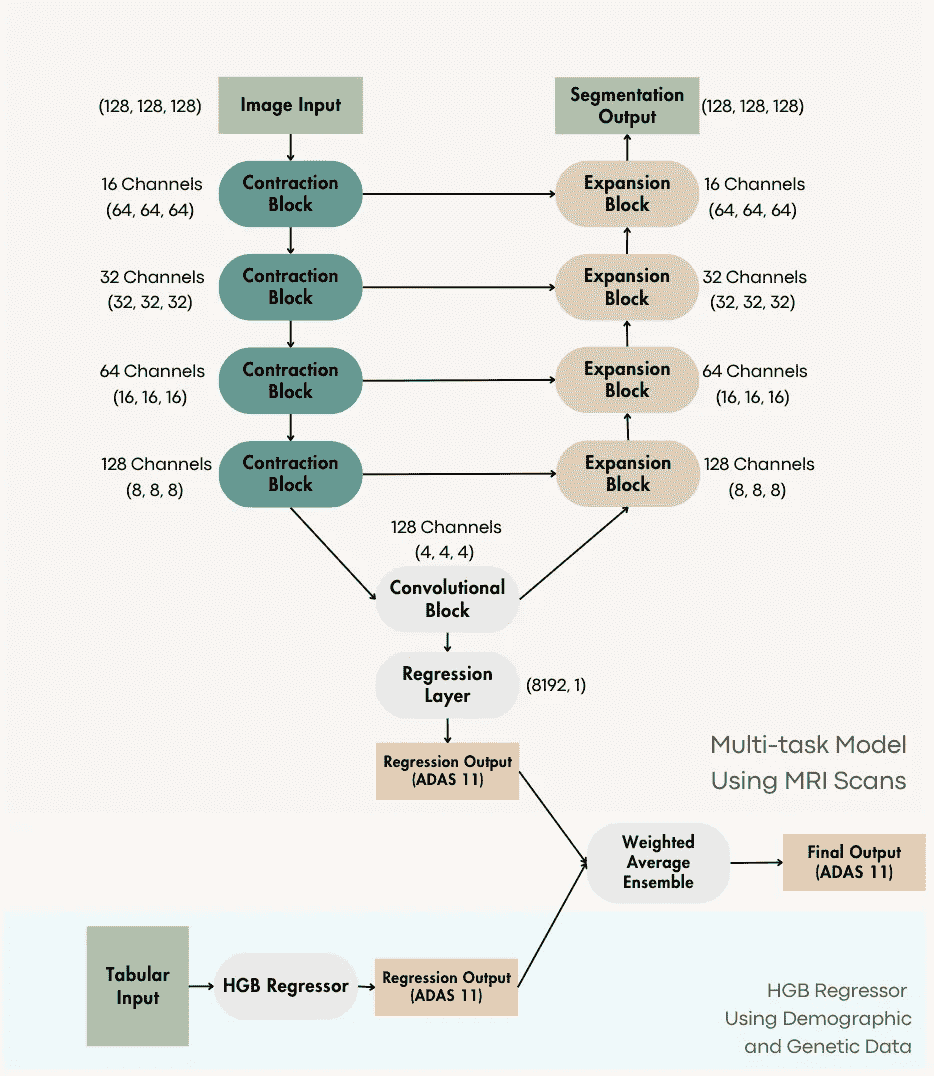 (128, 128, 128)
Image Input
Segmentation
Output
(128, 128, 128)
16 Channels
(64, 64, 64)
Contraction
Block
Expansion
Block
16 Channels
(64, 64, 64)
32 Channels
(32, 32, 32)
Contraction
Block
Expansion
Block
32 Channels
(32, 32, 32)
64 Channels
(16, 16, 16)
Contraction
Block
Expansion
Block
64 Channels
(16, 16, 16)
128 Channels
(8, 8, 8)
Contraction
Block
Expansion
Block
128 Channels
(8, 8, 8)
128 Channels
(4, 4, 4)
Convolutional
Block
Regression
Layer
(8192, 1)
Regression Output
(ADAS 11)
Multi-task Model
Using MRI Scans
Weighted
Average
Ensemble
Final Output
(ADAS 11)
Tabular
Input
HGB Regressor
Regression Output
(ADAS 11)
HGB Regressor
Using Demographic
and Genetic Data